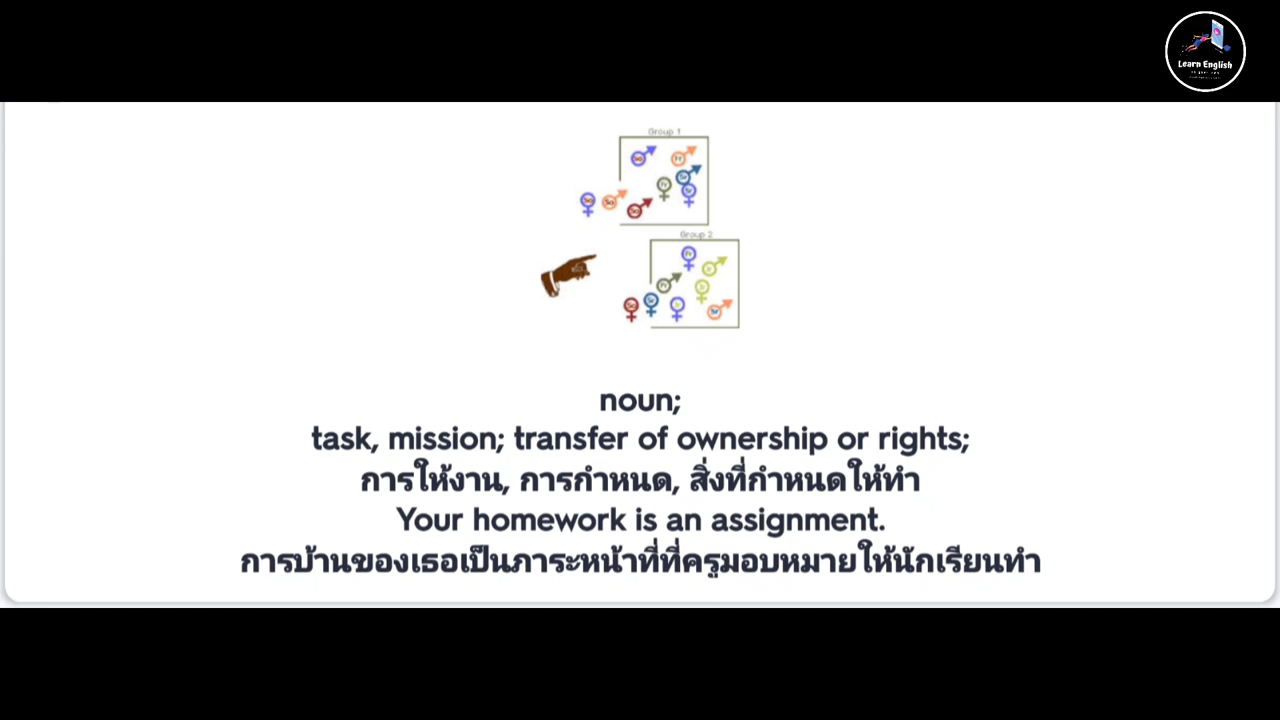 Learn English
Group 1
Group 2
noun;
task, mission; transfer of ownership or rights;
การให้งาน, การกำหนด, สิ่งที่กำหนดให้ทำ
Your homework is an assignment.
การบ้านของเธอเป็นภาระหน้าที่ที่ครูมอบหมายให้นักเรียนทำ